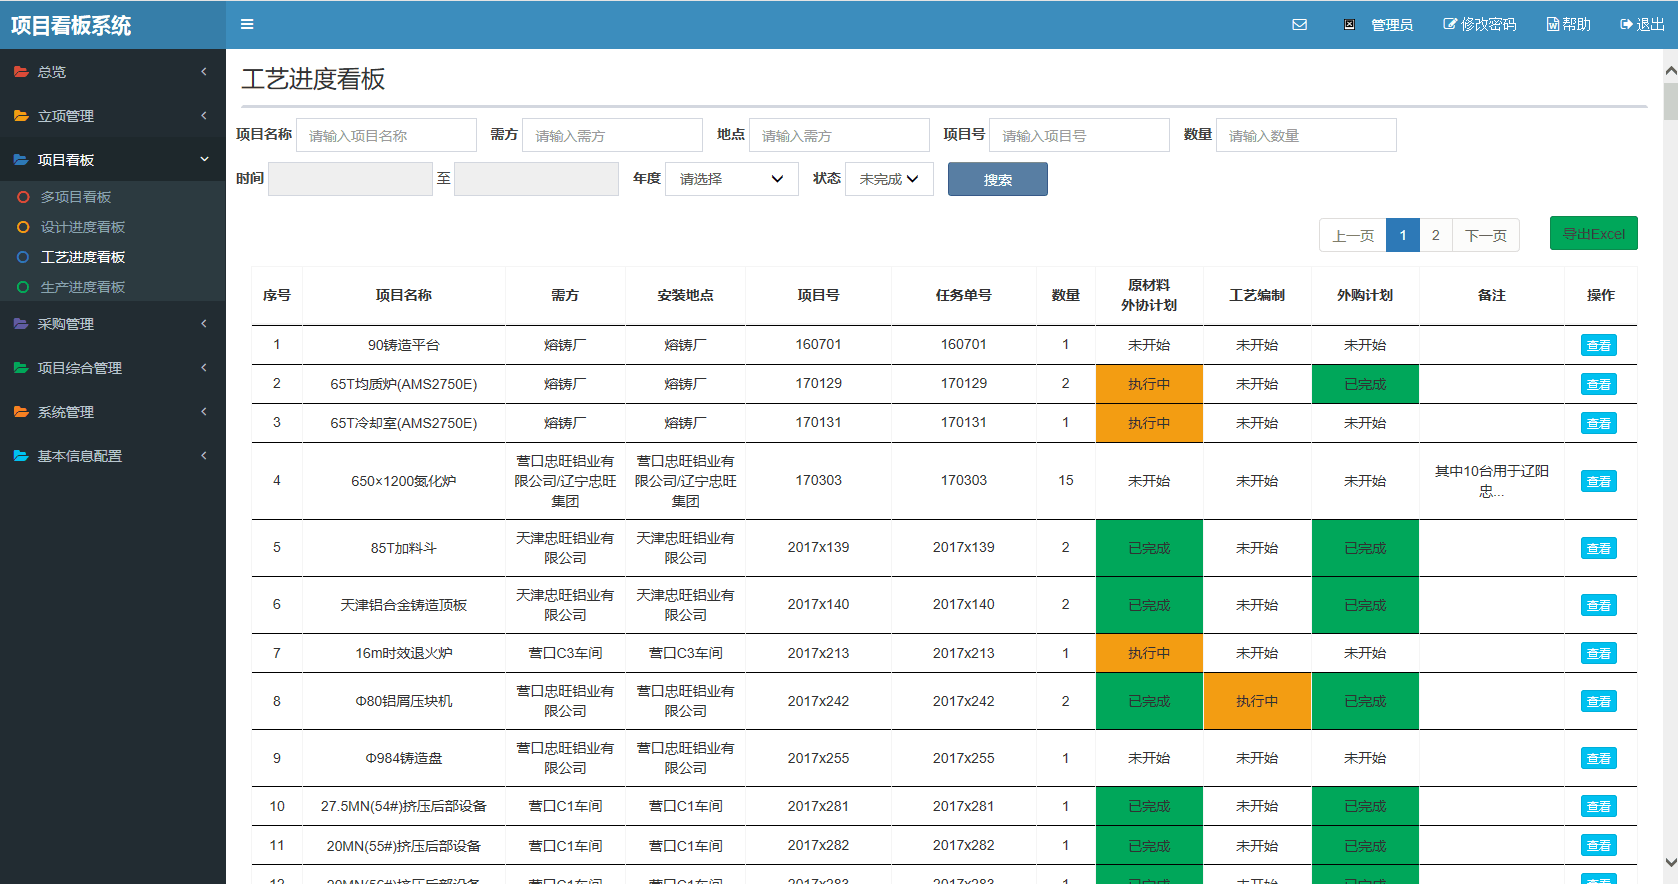 项目看板系统
管理员 修改密码 帮助 退出
总览
立项管理
项目看板
多项目看板
设计进度看板
工艺进度看板
生产进度看板
采购管理
项目综合管理
系统管理
基本信息配置
工艺进度看板
项目名称 请输入项目名称 需方 请输入需方 地点 请输入需方 项目号 请输入项目号 数量 请输入数量
时间 至 年度 请选择 状态 未完成 搜索
上一页 1 2 下一页 导出Excel
序号 项目名称 需方 安装地点 项目号 任务单号 数量 原材料 外协计划 工艺编制 外购计划 备注 操作
1 90铸造平台 熔铸厂 熔铸厂 160701 160701 1 未开始 未开始 未开始 查看
2 65T均质炉(AMS2750E) 熔铸厂 熔铸厂 170129 170129 2 执行中 未开始 已完成 查看
3 65T冷却室(AMS2750E) 熔铸厂 熔铸厂 170131 170131 1 执行中 未开始 未开始 查看
4 650×1200氮化炉 营口忠旺铝业有限公司/辽宁忠旺集团 营口忠旺铝业有限公司/辽宁忠旺集团 170303 170303 15 未开始 未开始 未开始 其中10台用于辽阳忠... 查看
5 85T加料斗 天津忠旺铝业有限公司 天津忠旺铝业有限公司 2017x139 2017x139 2 已完成 未开始 已完成 查看
6 天津铝合金铸造顶板 天津忠旺铝业有限公司 天津忠旺铝业有限公司 2017x140 2017x140 2 已完成 未开始 已完成 查看
7 16m时效退火炉 营口C3车间 营口C3车间 2017x213 2017x213 1 执行中 未开始 未开始 查看
8 Φ80铝屑压块机 营口忠旺铝业有限公司 营口忠旺铝业有限公司 2017x242 2017x242 2 已完成 执行中 已完成 查看
9 Φ984铸造盘 营口忠旺铝业有限公司 营口忠旺铝业有限公司 2017x255 2017x255 1 未开始 未开始 未开始 查看
10 27.5MN(54#)挤压后部设备 营口C1车间 营口C1车间 2017x281 2017x281 1 已完成 未开始 已完成 查看
11 20MN(55#)挤压后部设备 营口C1车间 营口C1车间 2017x282 2017x282 1 已完成 未开始 已完成 查看
12 20MN(56#)挤压后部设备 营口C1车间 营口C1车间 2017x283 2017x283 1 已完成 未开始 已完成 查看